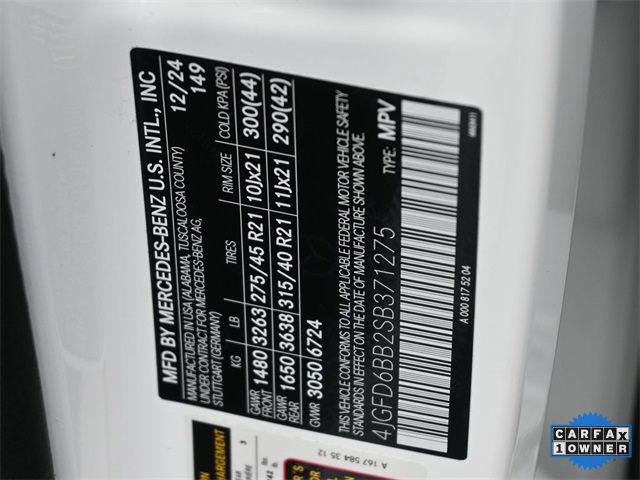 MFD BY MERCEDES-BENZ U.S. INTL., INC
MANUFACTURED IN USA (ALABAMA, TUSCALOOSA COUNTY) 12/24
UNDER CONTRACT FOR MERCEDES-BENZ AG, 149
STUTTGART (GERMANY)
KG LB TIRES RIM SIZE COLD KPA (PSI)
GAWR FRONT 1480 3263 275/45 R21 10Jx21 300(44)
GAWR REAR 1650 3638 315/40 R21 11Jx21 290(42)
GVWR 3050 6724
THIS VEHICLE CONFORMS TO ALL APPLICABLE FEDERAL MOTOR VEHICLE SAFETY
STANDARDS IN EFFECT ON THE DATE OF MANUFACTURE SHOWN ABOVE.
4JGFD6BB2SB371275 TYPE: MPV
A 000 817 52 04
A 167 584 35 12
CARFAX
1 OWNER